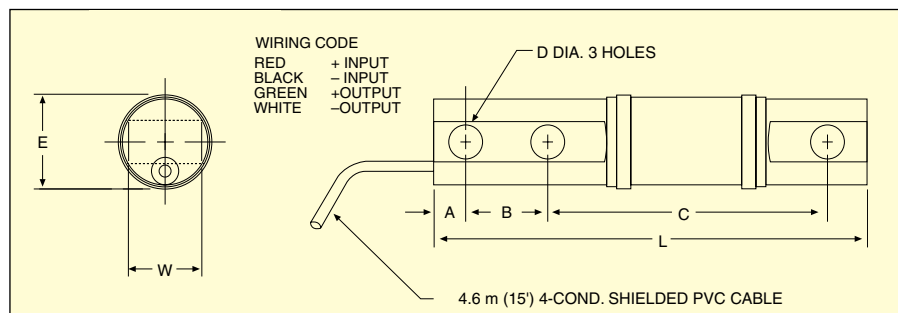 WIRING CODE
RED + INPUT
BLACK – INPUT
GREEN +OUTPUT
WHITE –OUTPUT
D DIA. 3 HOLES
E
W
A
B
C
L
4.6 m (15') 4-COND. SHIELDED PVC CABLE